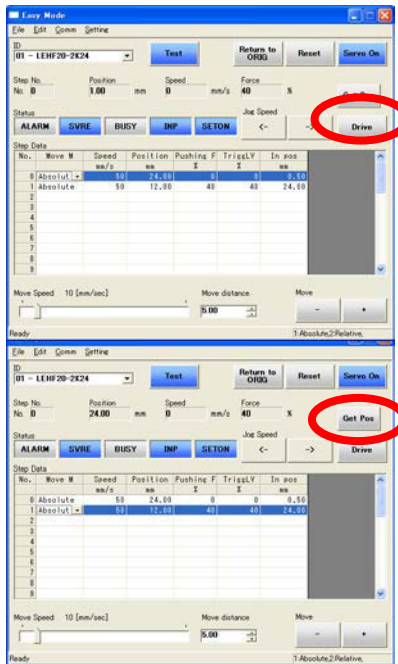 Easy Mode
File Edit Comm Setting
ID
01 - LEHF20-2K24 Test Return to ORIG Reset Servo On
Step No. Position Speed Force
No. 0 1.00 mm 0 mm/s 40 %
Status Jog Speed
ALARM SVRE BUSY INP SETON <- -> Drive
Step Data
No. Move M Speed Position Pushing F TriggLV In pos
mm/s mm % % mm
0 Absolut 50 24.00 0 0 0.50
1 Absolute 50 12.00 40 40 24.00
2
3
4
5
6
7
8
9
Move Speed 10 [mm/sec] Move distance Move
5.00 - +
Ready 1:Absolute,2:Relative,
File Edit Comm Setting
ID
01 - LEHF20-2K24 Test Return to ORIG Reset Servo On
Step No. Position Speed Force
No. 0 24.00 mm 0 mm/s 40 % Get Pos
Status Jog Speed
ALARM SVRE BUSY INP SETON <- -> Drive
Step Data
No. Move M Speed Position Pushing F TriggLV In pos
mm/s mm % % mm
0 Absolute 50 24.00 0 0 0.50
1 Absolut 50 12.00 40 40 24.00
2
3
4
5
6
7
8
9
Move Speed 10 [mm/sec] Move distance Move
5.00 - +
Ready 1:Absolute,2:Relative,